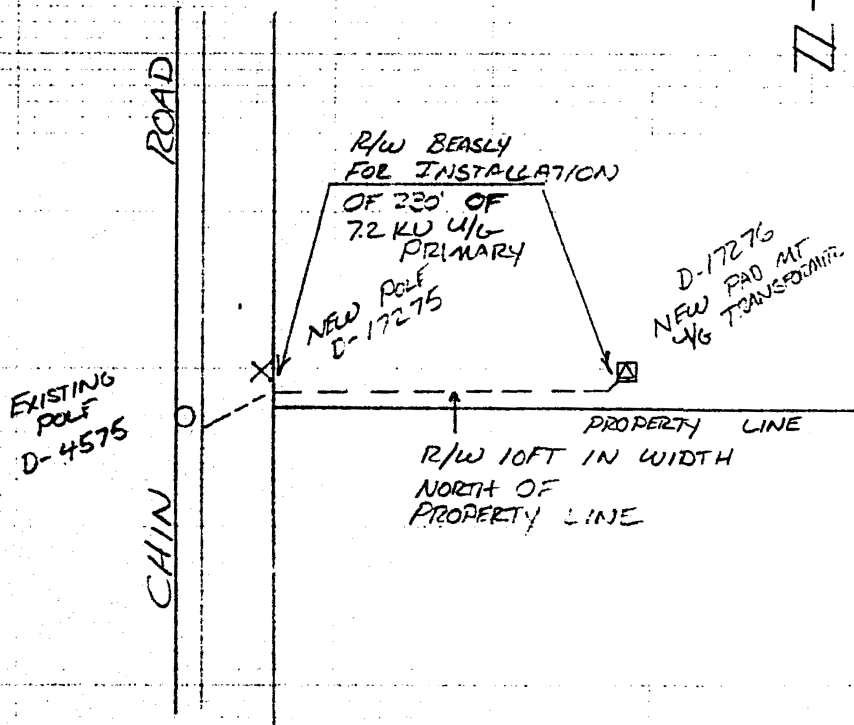 N
ROAD
R/W BEASLY
FOR INSTALLATION
OF 230' OF
7.2 KV U/G
PRIMARY
NEW POLE
D-17275
D-17276
NEW PAD MT
U/G TRANSFORMER
EXISTING
POLE
D-4575
PROPERTY LINE
R/W 10FT IN WIDTH
NORTH OF
PROPERTY LINE
CHIN